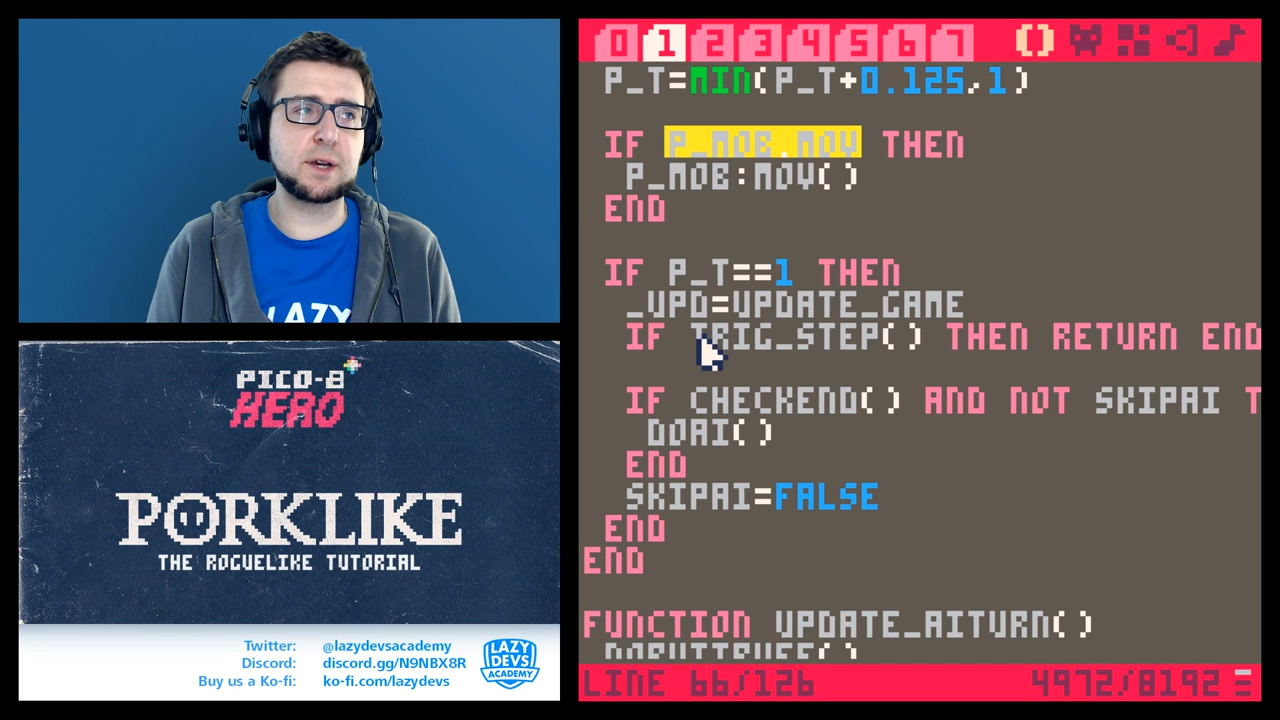 LAZY
PICO-8
HERO
PORKLIKE
THE ROGUELIKE TUTORIAL
Twitter: @lazydevsacademy
Discord: discord.gg/N9NBX8R
Buy us a Ko-fi: ko-fi.com/lazydevs
LAZY
DEVS
ACADEMY
0 1 2 3 4 5 6 7 ()
P_T=MIN(P_T+0.125,1)
IF P_MOB.MOV THEN
P_MOB:MOV()
END
IF P_T==1 THEN
_UPD=UPDATE_GAME
IF TRIG_STEP() THEN RETURN END
IF CHECKEND() AND NOT SKIPAI T
DOAI()
END
SKIPAI=FALSE
END
END
FUNCTION UPDATE_AITURN()
DOBUTTBUFF()
LINE 66/126 4972/8192